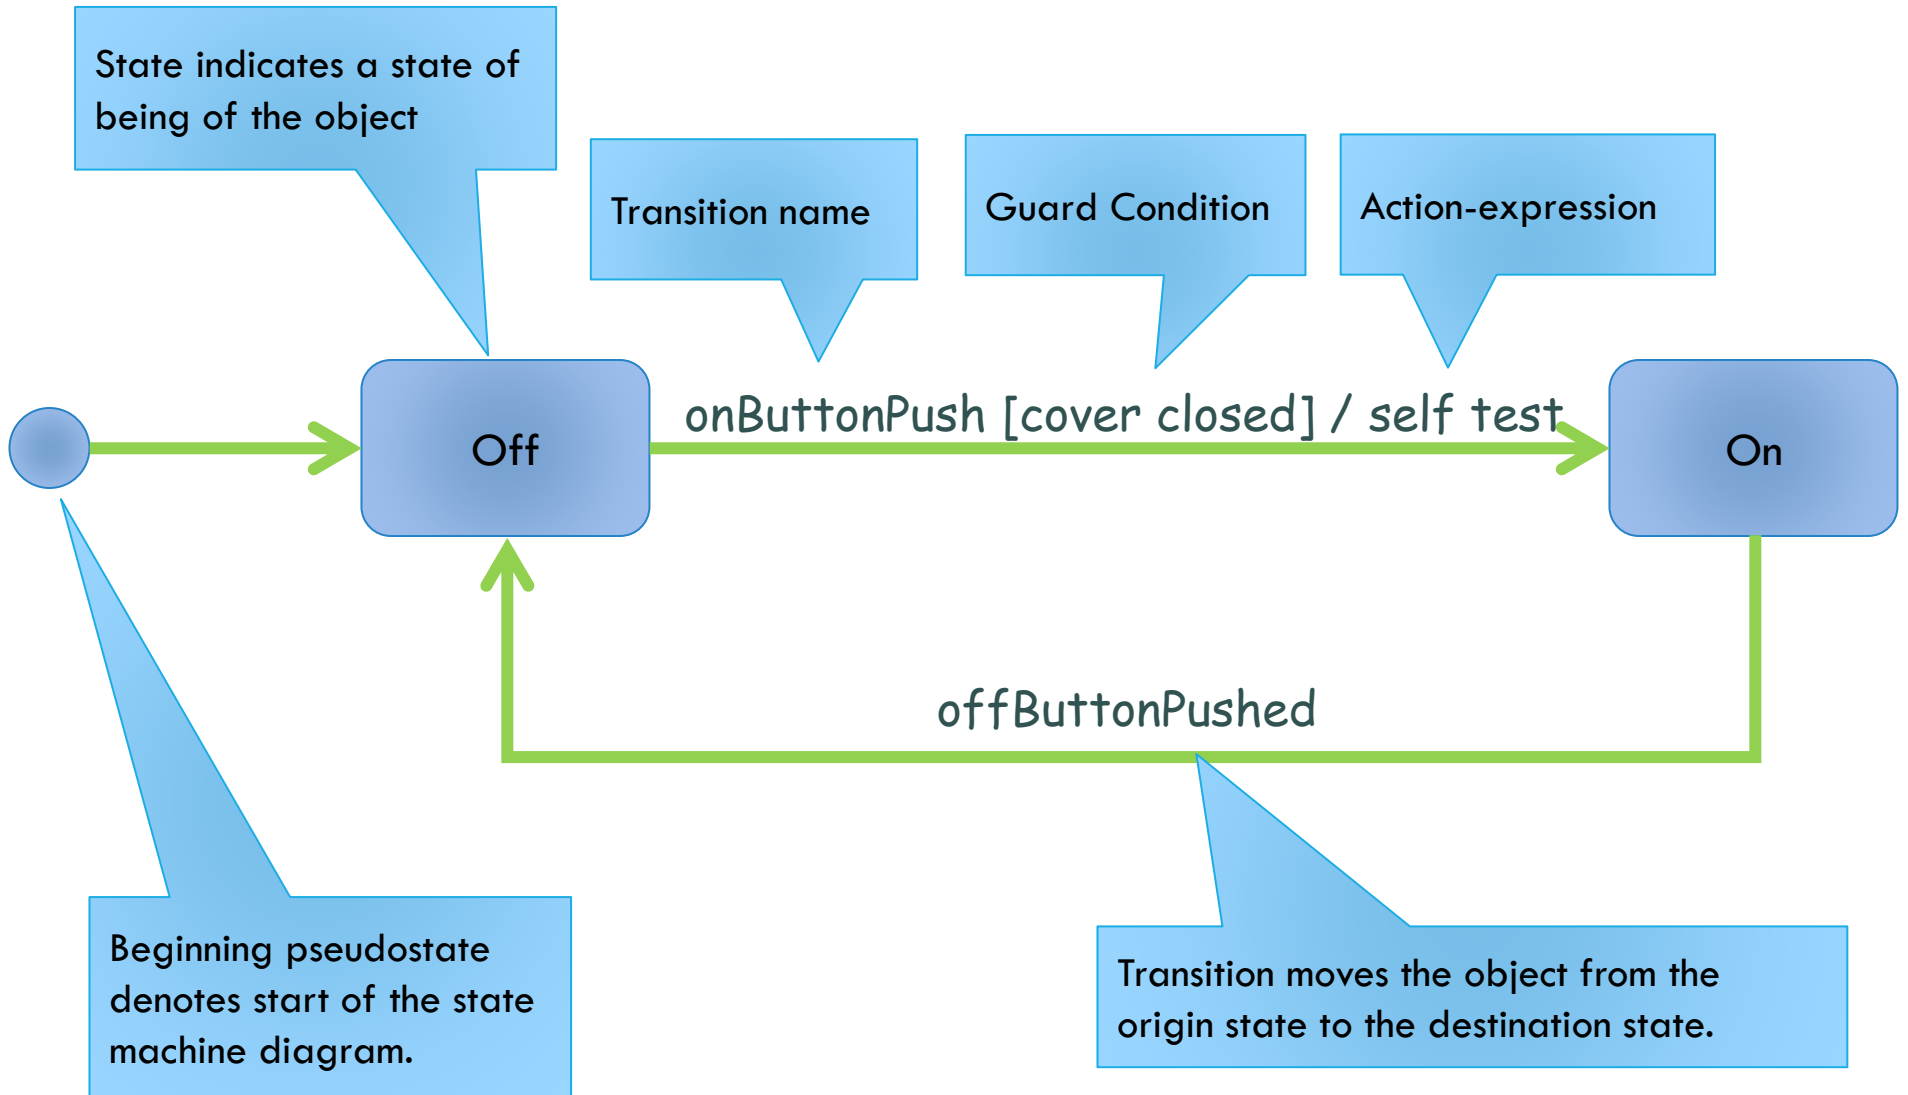 State indicates a state of
being of the object
Transition name
Guard Condition
Action-expression
onButtonPush [cover closed] / self test
Off
On
offButtonPushed
Beginning pseudostate
denotes start of the state
machine diagram.
Transition moves the object from the
origin state to the destination state.